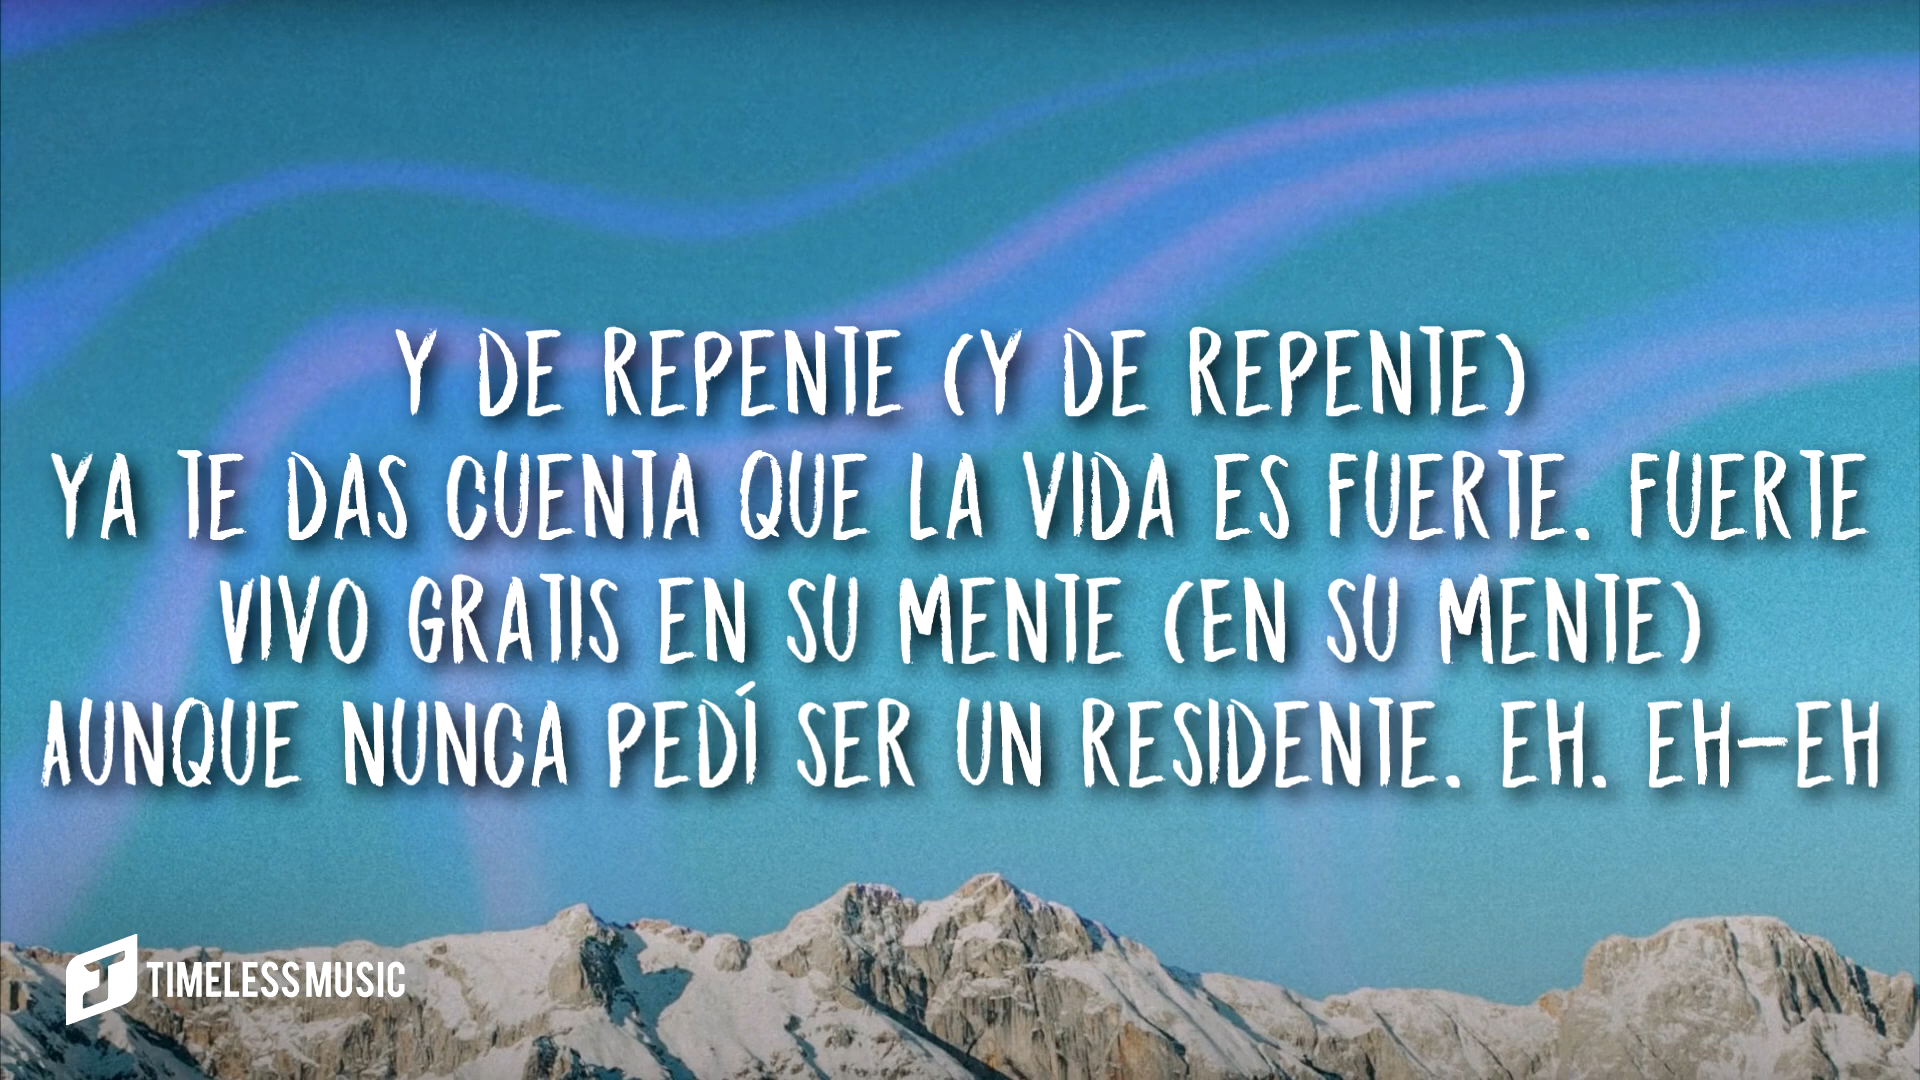 Y DE REPENTE (Y DE REPENTE)
YA TE DAS CUENTA QUE LA VIDA ES FUERTE. FUERTE
VIVO GRATIS EN SU MENTE (EN SU MENTE)
AUNQUE NUNCA PEDÍ SER UN RESIDENTE. EH. EH-EH
TIMELESS MUSIC